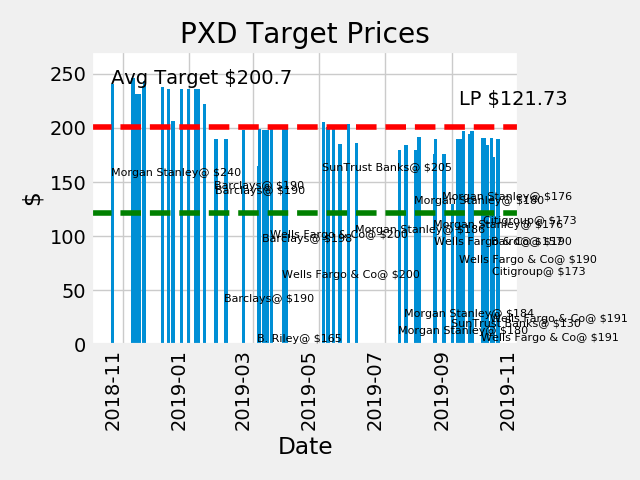 PXD Target Prices
250
Avg Target $200.7
LP $121.73
200
Morgan Stanley@ $240
SunTrust Banks@ $205
150
Barclays@ $190
Barclays@ $190
Morgan Stanley@ $176
Morgan Stanley@ $180
Citigroup@ $173
Morgan Stanley@ $176
Morgan Stanley@ $186
100
Wells Fargo & Co@ $200
Barclays@ $198
Wells Fargo & Co@ $157
Barclays@ $190
Wells Fargo & Co@ $190
Wells Fargo & Co@ $200
Citigroup@ $173
50
Barclays@ $190
Morgan Stanley@ $184
Wells Fargo & Co@ $191
SunTrust Banks@ $130
Morgan Stanley@ $180
B. Riley@ $165
Wells Fargo & Co@ $191
0
$
2018-11
2019-01
2019-03
2019-05
2019-07
2019-09
2019-11
Date